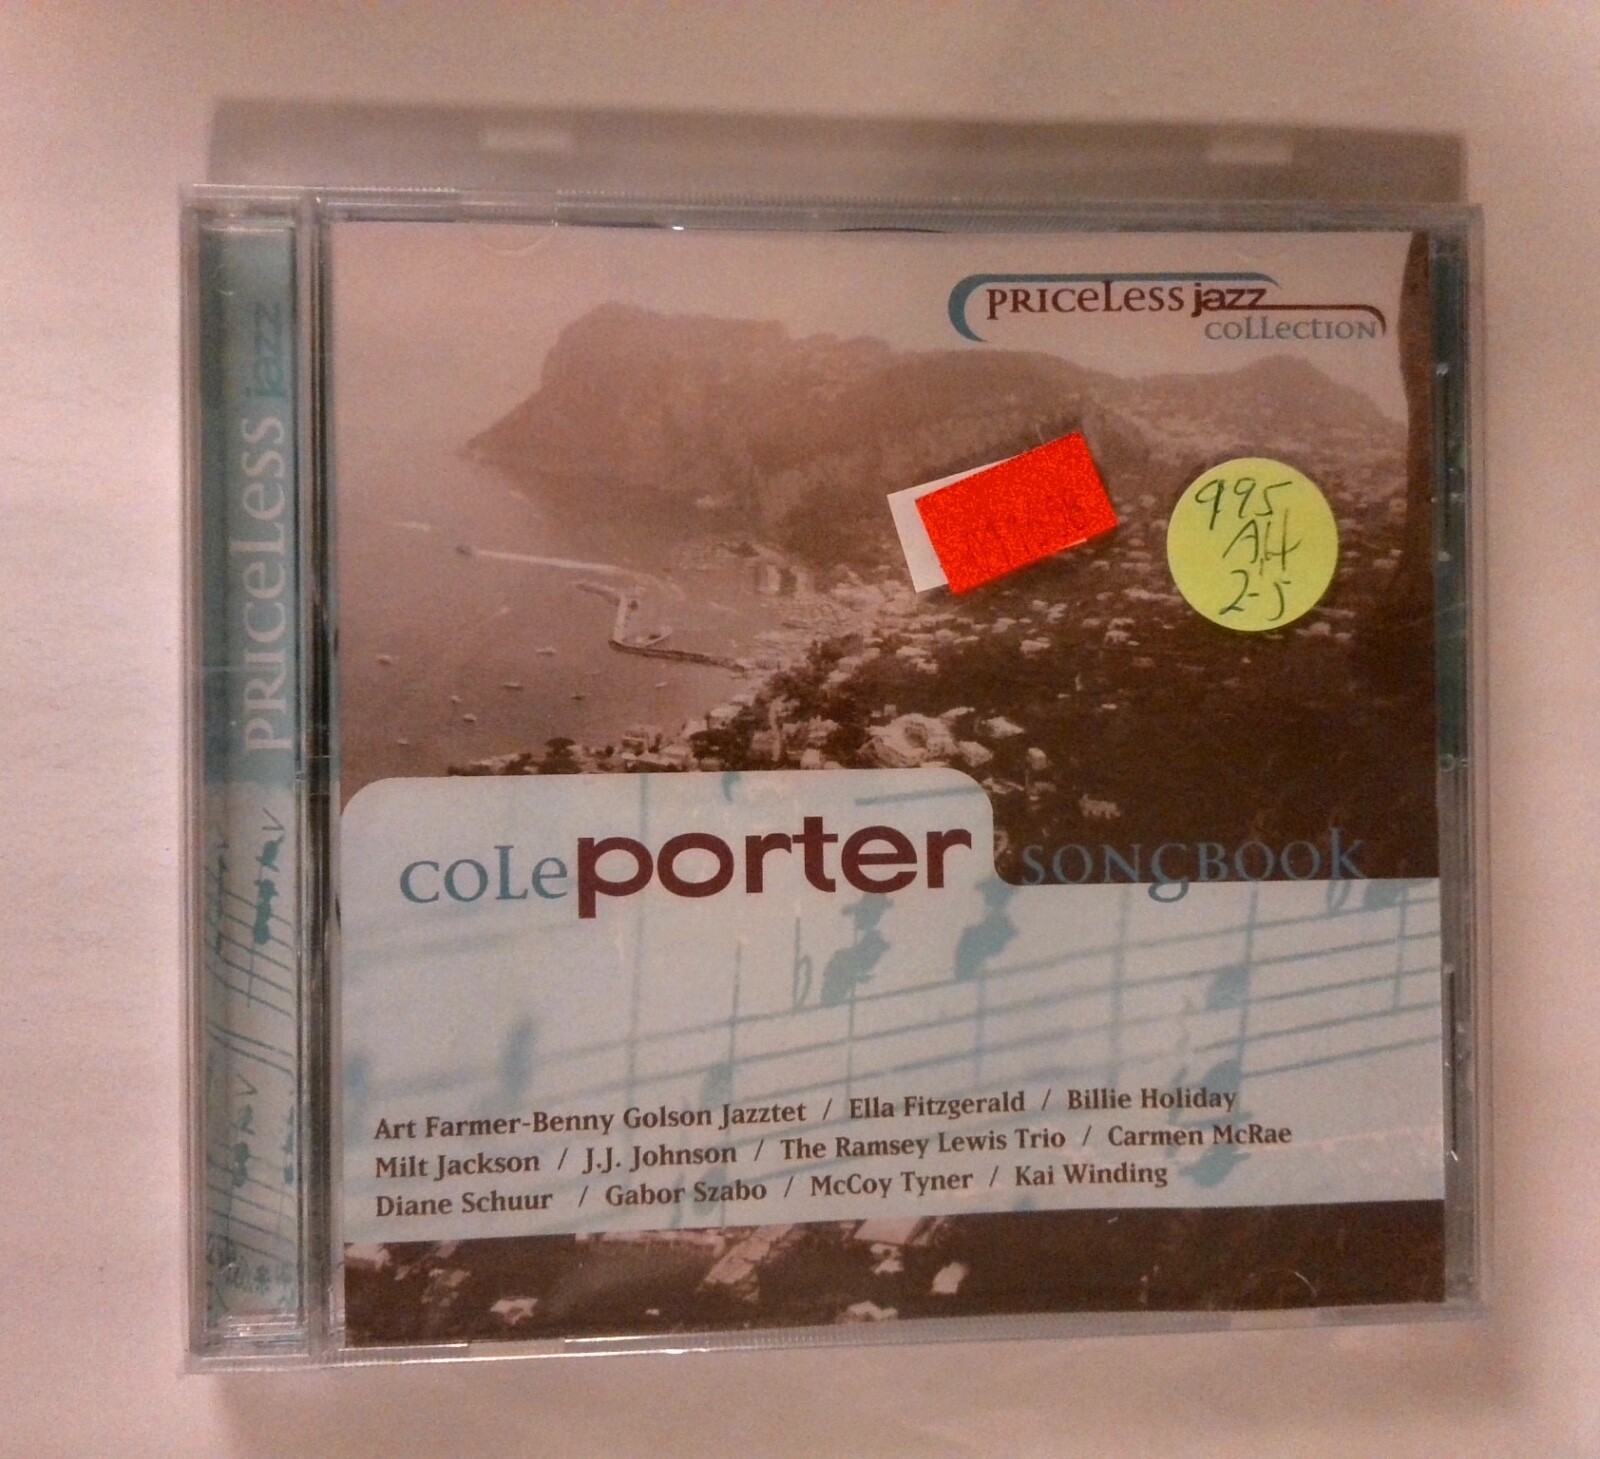 PRICELESS jazz
COLLECTION
PRICELESS jazz
995
AH
2-5
COLE porter SONGBOOK
Art Farmer-Benny Golson Jazztet / Ella Fitzgerald / Billie Holiday
Milt Jackson / J.J. Johnson / The Ramsey Lewis Trio / Carmen McRae
Diane Schuur / Gabor Szabo / McCoy Tyner / Kai Winding